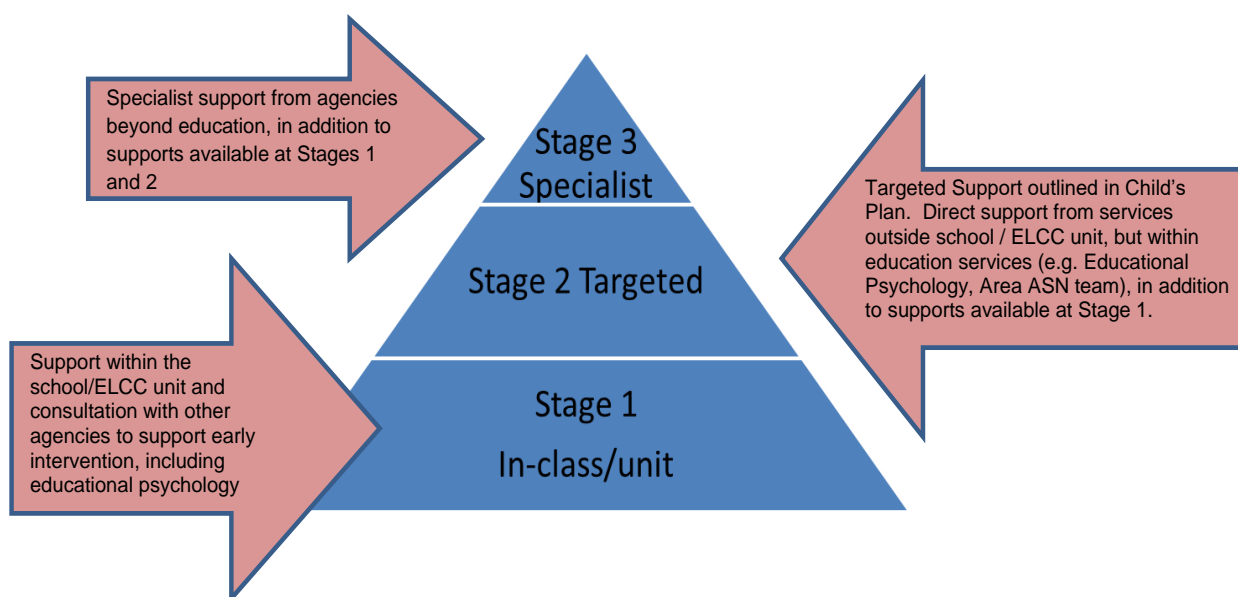 Specialist support from agencies
beyond education, in addition to
supports available at Stages 1
and 2
Stage 3
Specialist
Targeted Support outlined in Child’s
Plan.  Direct support from services
outside school / ELCC unit, but within
education services (e.g. Educational
Psychology, Area ASN team), in addition
to supports available at Stage 1.
Stage 2 Targeted
Support within the
school/ELCC unit and
consultation with other
agencies to support early
intervention, including
educational psychology
Stage 1
In-class/unit